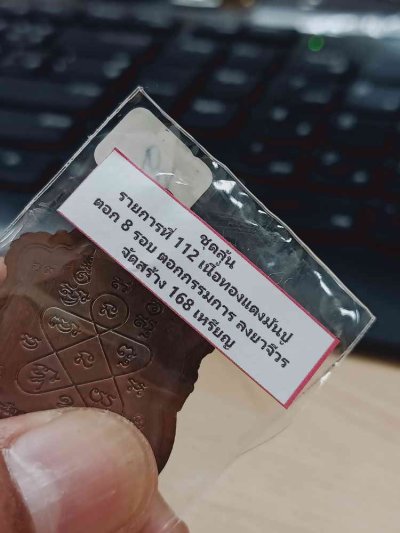 ชุดลุ้น
รายการที่ 112 เนื้อทองแดงมันปู
ตอก 8 รอบ ตอกกรรมการ ลงยาจีวร
จัดสร้าง 168 เหรียญ